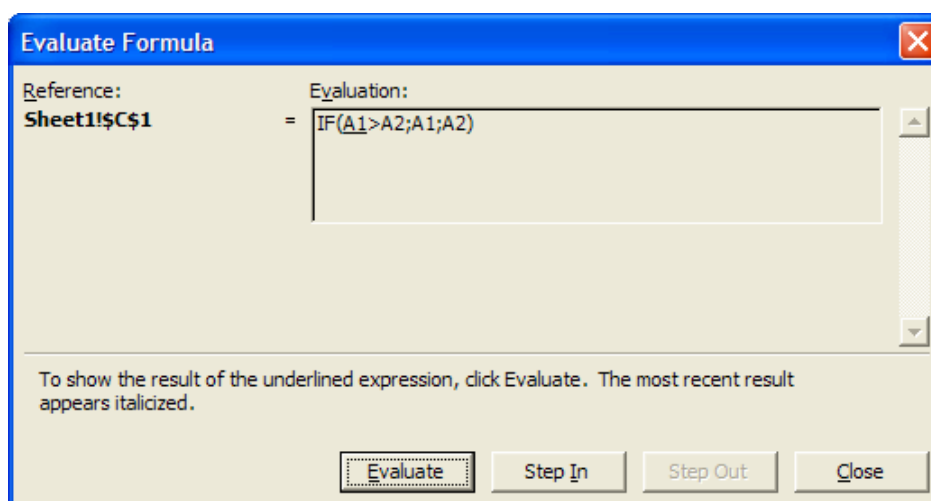 Evaluate Formula
Reference:
Evaluation:
Sheet1!$C$1
=
IF(A1>A2;A1;A2)
To show the result of the underlined expression, click Evaluate. The most recent result
appears italicized.
Evaluate
Step In
Step Out
Close